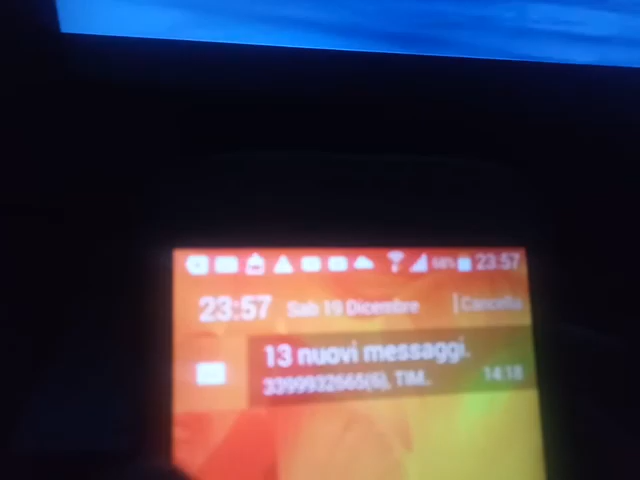 23:57
23:57 Sab 19 Dicembre Cancella
13 nuovi messaggi.
TIM.. 14:18